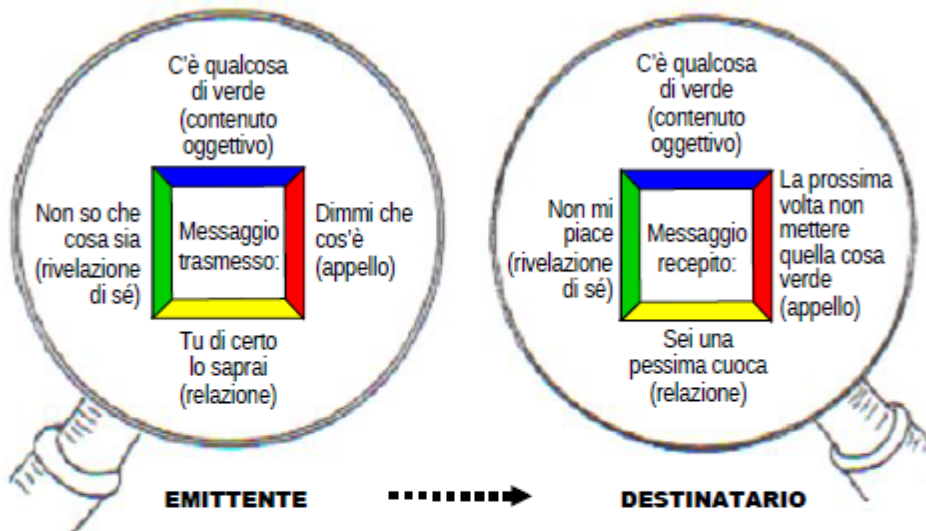 C'è qualcosa
di verde
(contenuto
oggettivo)
Non so che
cosa sia
(rivelazione
di sé)
Messaggio
trasmesso:
Dimmi che
cos'è
(appello)
Tu di certo
lo saprai
(relazione)
C'è qualcosa
di verde
(contenuto
oggettivo)
Non mi
piace
(rivelazione
di sé)
Messaggio
recepito:
La prossima
volta non
mettere
quella cosa
verde
(appello)
Sei una
pessima cuoca
(relazione)
EMITTENTE
DESTINATARIO